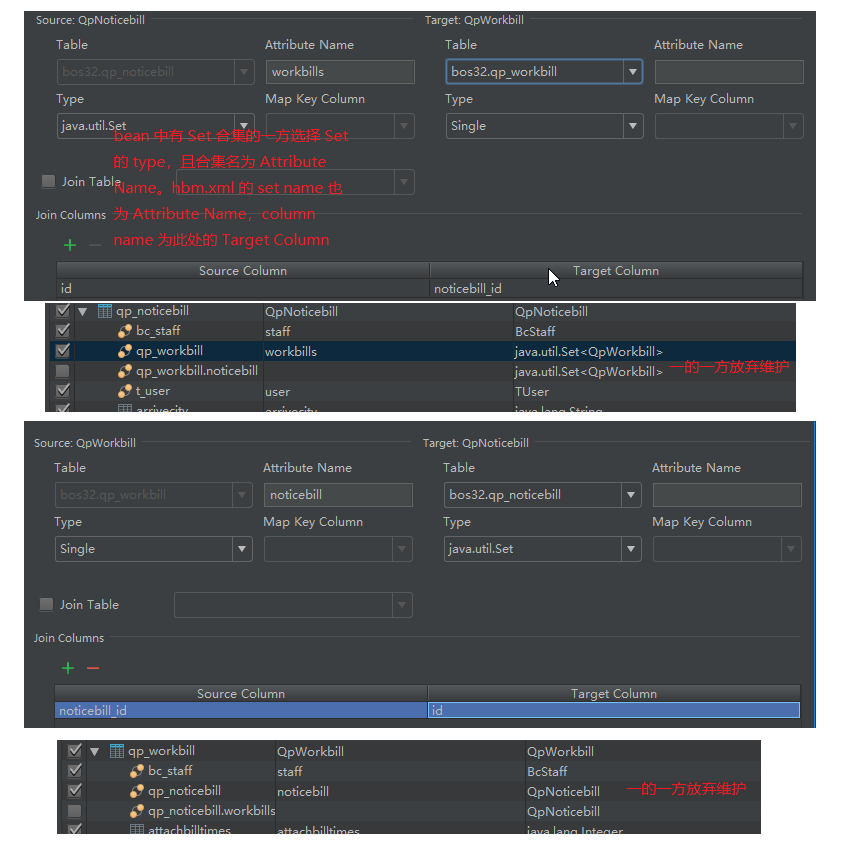 Source: QpNoticebill
Target: QpWorkbill
Table
Attribute Name
Table
Attribute Name
bos32.qp_noticebill
workbills
bos32.qp_workbill
Type
Map Key Column
Type
Map Key Column
java.util.Set
Single
bean 中有 Set 合集的一方选择 Set
的 type，且合集名为 Attribute
Name。hbm.xml 的 set name 也
为 Attribute Name，column
name 为此处的 Target Column
Join Table
Join Columns
Source Column
Target Column
id
noticebill_id
qp_noticebill
QpNoticebill
QpNoticebill
bc_staff
staff
BcStaff
qp_workbill
workbills
java.util.Set<QpWorkbill>
qp_workbill.noticebill
java.util.Set<QpWorkbill>
一的一方放弃维护
t_user
user
TUser
arrivecity
arrivecity
java.lang.String
Source: QpWorkbill
Target: QpNoticebill
Table
Attribute Name
Table
Attribute Name
bos32.qp_workbill
noticebill
bos32.qp_noticebill
Type
Map Key Column
Type
Map Key Column
Single
java.util.Set
Join Table
Join Columns
Source Column
Target Column
noticebill_id
id
qp_workbill
QpWorkbill
QpWorkbill
bc_staff
staff
BcStaff
qp_noticebill
noticebill
QpNoticebill
一的一方放弃维护
qp_noticebill.workbills
QpNoticebill
attachbilltimes
attachbilltimes
java.lang.Integer